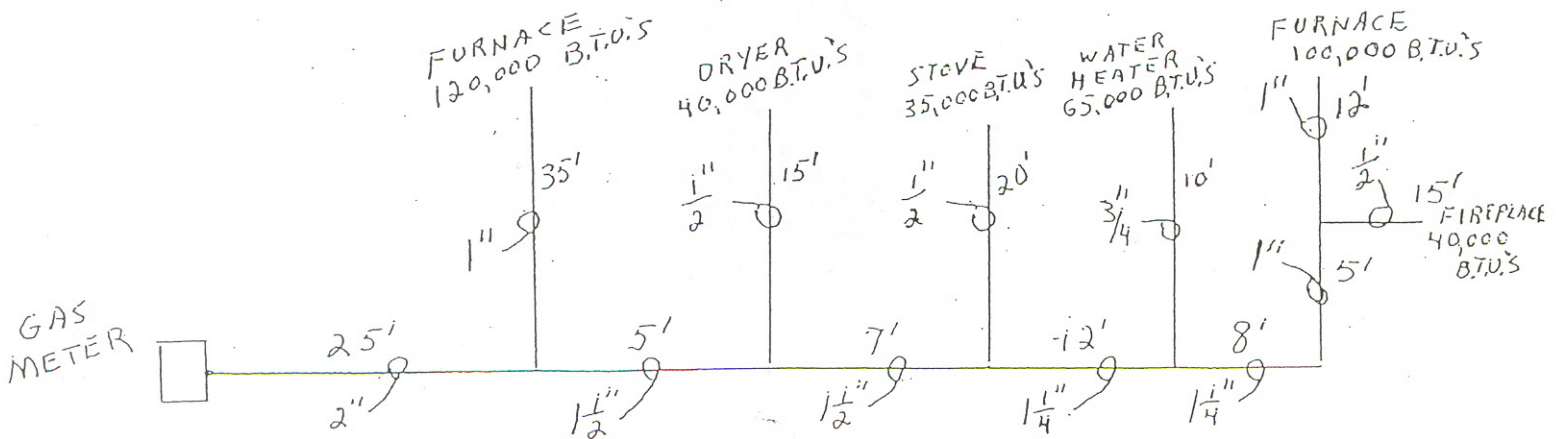 FURNACE
120,000 B.T.U.'S
DRYER
40,000 B.T.U.'S
STOVE
35,000 B.T.U'S
WATER
HEATER
65,000 B.T.U.'S
FURNACE
100,000 B.T.U.'S
1"
12'
35'
1"
1/2"
15'
1/2"
20'
3/4"
10'
1/2"
15'
FIREPLACE
40,000
B.T.U.'S
1"
5'
GAS
METER
25'
2"
5'
1 1/2"
7'
1 1/2"
12'
1 1/4"
8'
1 1/4"